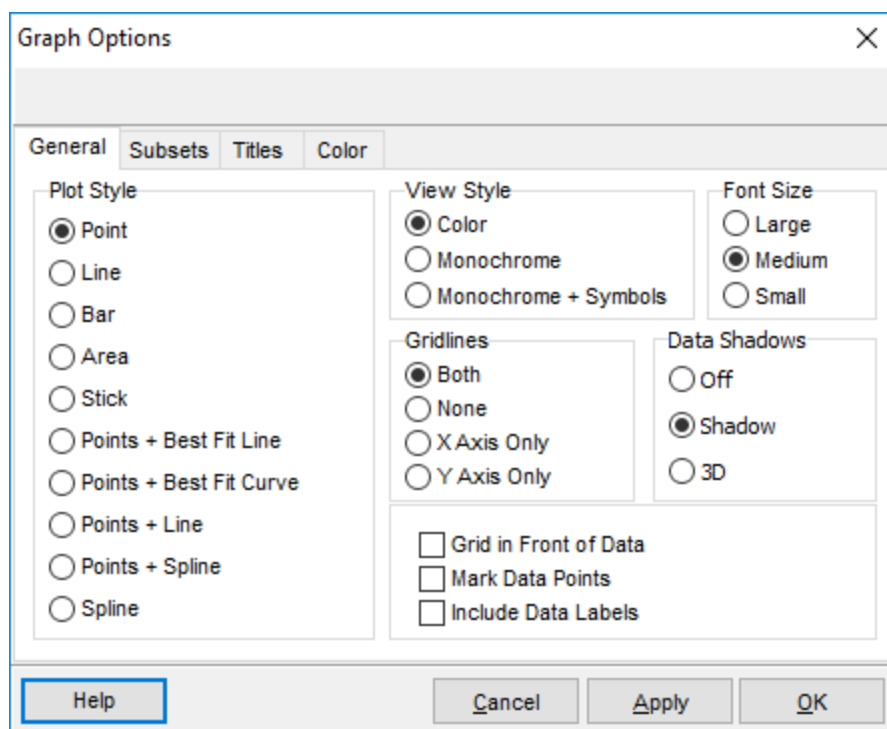 Graph Options
General Subsets Titles Color
Plot Style
Point
Line
Bar
Area
Stick
Points + Best Fit Line
Points + Best Fit Curve
Points + Line
Points + Spline
Spline
View Style
Color
Monochrome
Monochrome + Symbols
Font Size
Large
Medium
Small
Gridlines
Both
None
X Axis Only
Y Axis Only
Data Shadows
Off
Shadow
3D
Grid in Front of Data
Mark Data Points
Include Data Labels
Help Cancel Apply OK